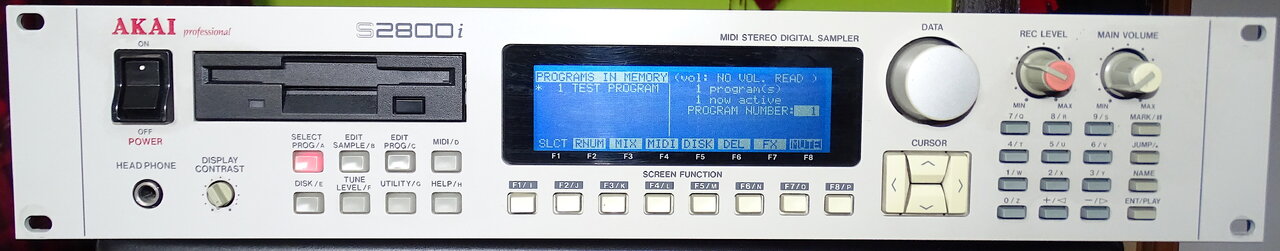 AKAI professional
S2800i
MIDI STEREO DIGITAL SAMPLER
ON
OFF
POWER
HEAD PHONE
DISPLAY
CONTRAST
SELECT
PROG/A
EDIT
SAMPLE/B
EDIT
PROG/C
MIDI/D
DISK/E
TUNE
LEVEL/F
UTILITY/G
HELP/H
PROGRAMS IN MEMORY (vol: NO VOL. READ )
* 1 TEST PROGRAM
1 program(s)
1 now active
PROGRAM NUMBER: 1
SLCT RNUM MIX MIDI DISK DEL FX MUTE
F1 F2 F3 F4 F5 F6 F7 F8
SCREEN FUNCTION
F1/I F2/J F3/K F4/L F5/M F6/N F7/O F8/P
DATA
CURSOR
REC LEVEL
MIN MAX
MAIN VOLUME
MIN MAX
7/Q 8/R 9/S MARK/#
4/T 5/U 6/V JUMP/.
1/W 2/X 3/Y NAME
0/Z +/◁ −/▷ ENT/PLAY